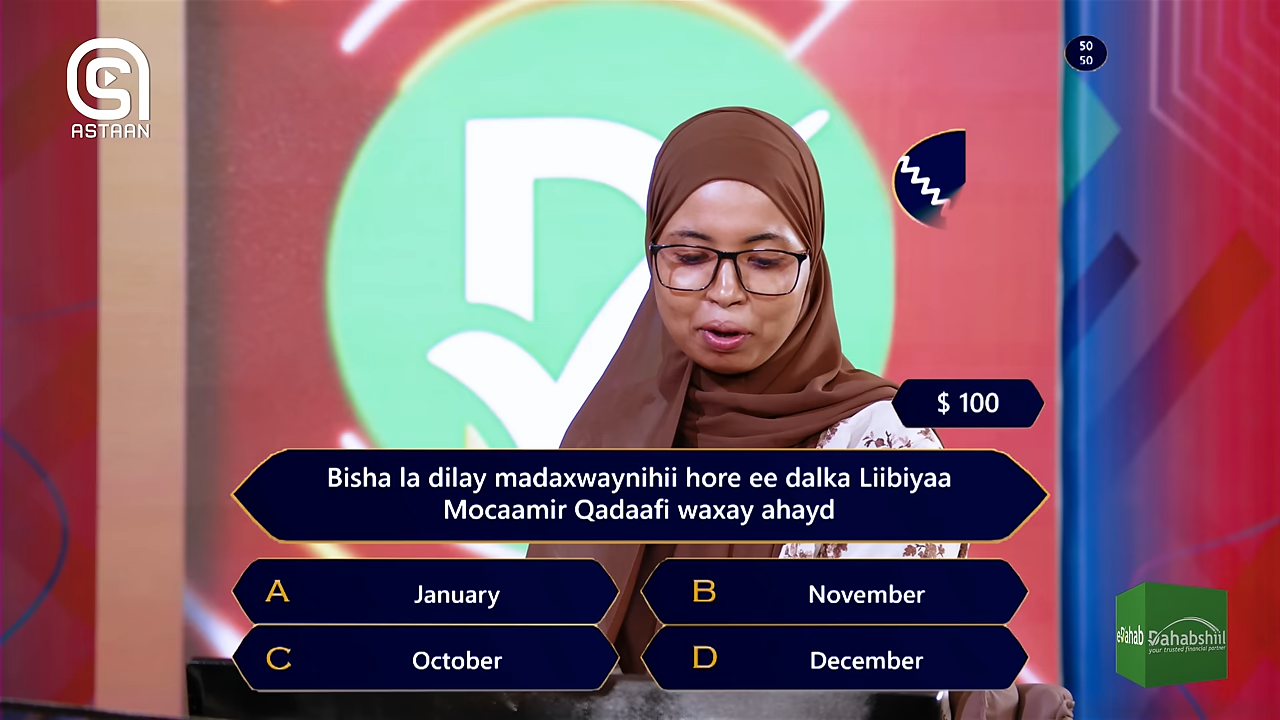 ASTAAN
50
50
$ 100
Bisha la dilay madaxwaynihii hore ee dalka Liibiyaa
Mocaamir Qadaafi waxay ahayd
A January
B November
C October
D December
eDahab
Dahabshiil
your trusted financial partner